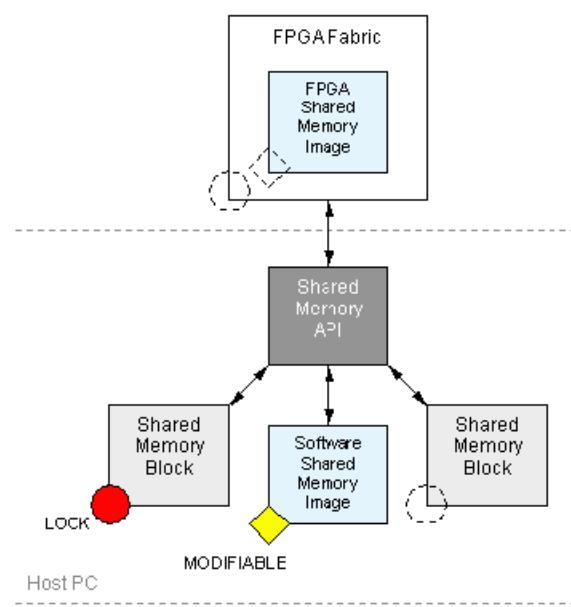 FPGA Fabric
FPGA
Shared
Memory
Image
Shared
Memory
API
Shared
Memory
Block
Software
Shared
Memory
Image
Shared
Memory
Block
LOCK
MODIFIABLE
Host PC